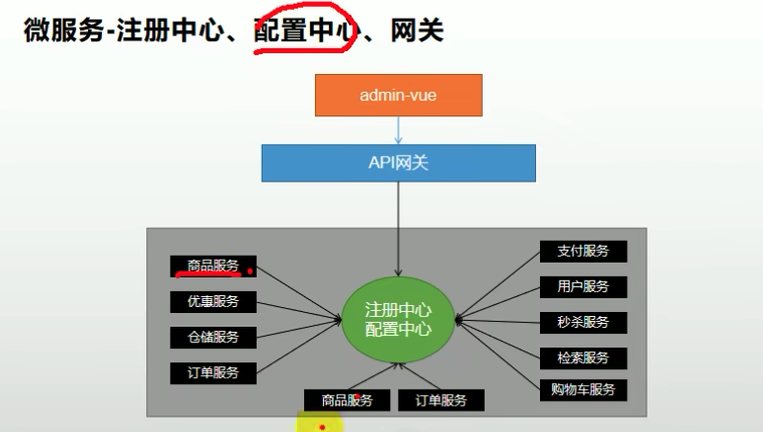 微服务-注册中心、配置中心、网关
admin-vue
API网关
商品服务
优惠服务
仓储服务
订单服务
注册中心
配置中心
支付服务
用户服务
秒杀服务
检索服务
购物车服务
商品服务
订单服务